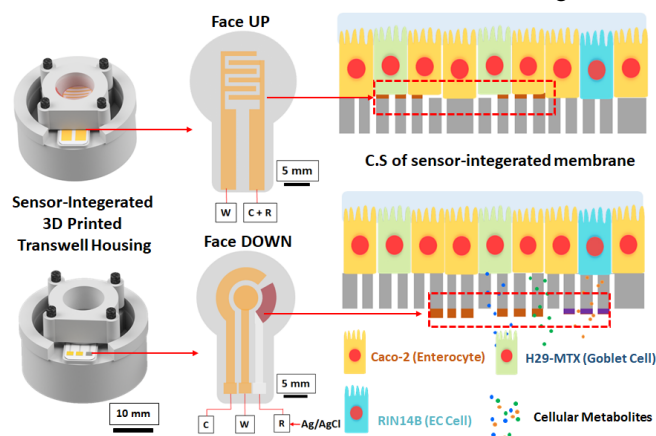 Face UP
5 mm
W
C + R
C.S of sensor-integerated membrane
Sensor-Integerated
3D Printed
Transwell Housing
Face DOWN
10 mm
5 mm
C
W
R
Ag/AgCl
Caco-2 (Enterocyte)
H29-MTX (Goblet Cell)
RIN14B (EC Cell)
Cellular Metabolites